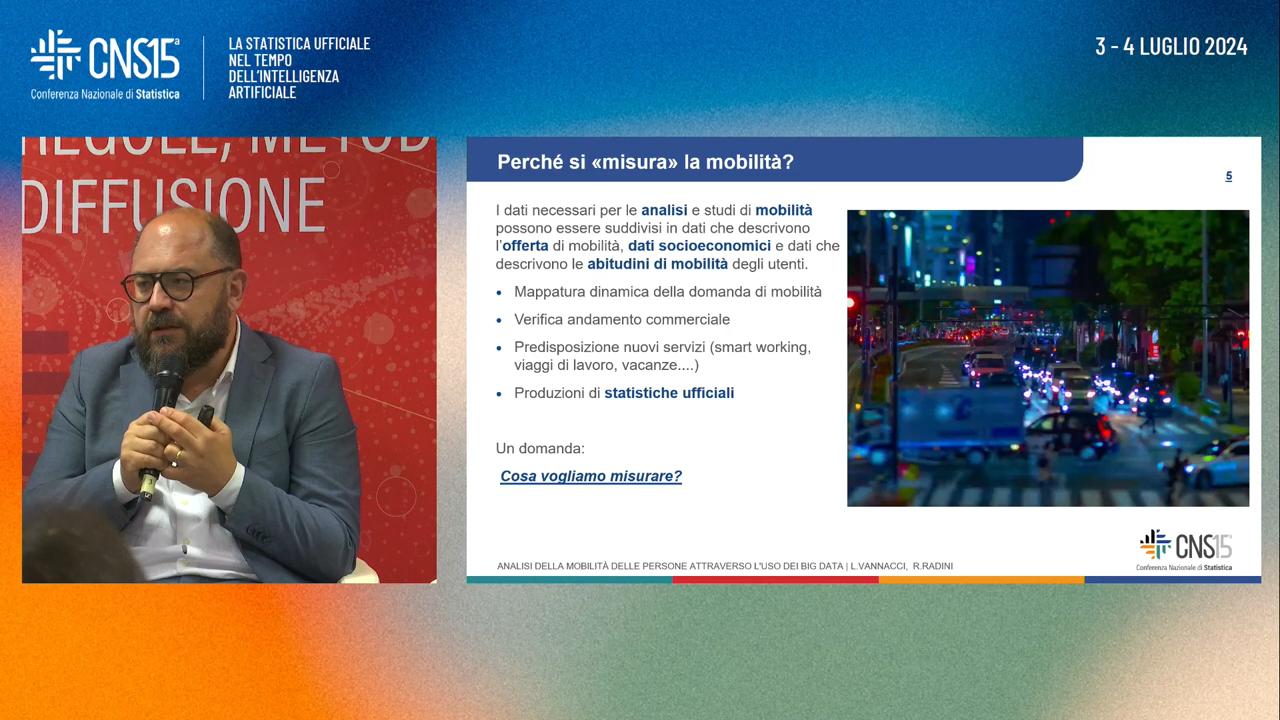 CNS15ª
Conferenza Nazionale di Statistica
LA STATISTICA UFFICIALE
NEL TEMPO
DELL'INTELLIGENZA
ARTIFICIALE
3 - 4 LUGLIO 2024
REGOLE, METOD
DIFFUSIONE
Perché si «misura» la mobilità?
5
I dati necessari per le analisi e studi di mobilità
possono essere suddivisi in dati che descrivono
l'offerta di mobilità, dati socioeconomici e dati che
descrivono le abitudini di mobilità degli utenti.
• Mappatura dinamica della domanda di mobilità
• Verifica andamento commerciale
• Predisposizione nuovi servizi (smart working,
viaggi di lavoro, vacanze....)
• Produzioni di statistiche ufficiali
Un domanda:
Cosa vogliamo misurare?
CNS15
Conferenza Nazionale di Statistica
ANALISI DELLA MOBILITÀ DELLE PERSONE ATTRAVERSO L'USO DEI BIG DATA | L.VANNACCI, R.RADINI